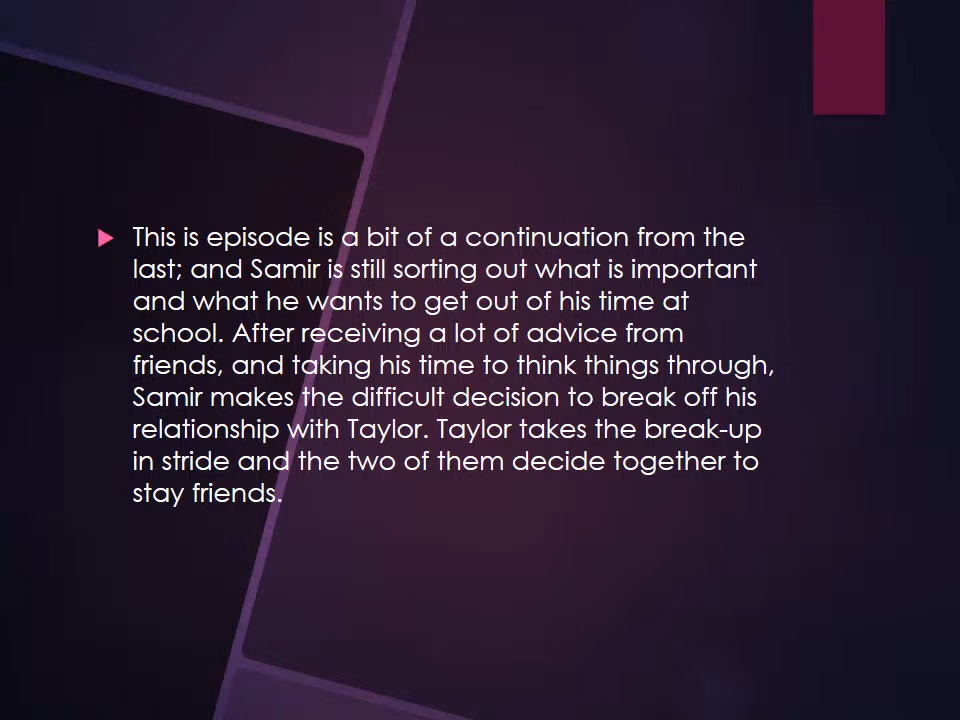 This is episode is a bit of a continuation from the
last; and Samir is still sorting out what is important
and what he wants to get out of his time at
school. After receiving a lot of advice from
friends, and taking his time to think things through,
Samir makes the difficult decision to break off his
relationship with Taylor. Taylor takes the break-up
in stride and the two of them decide together to
stay friends.